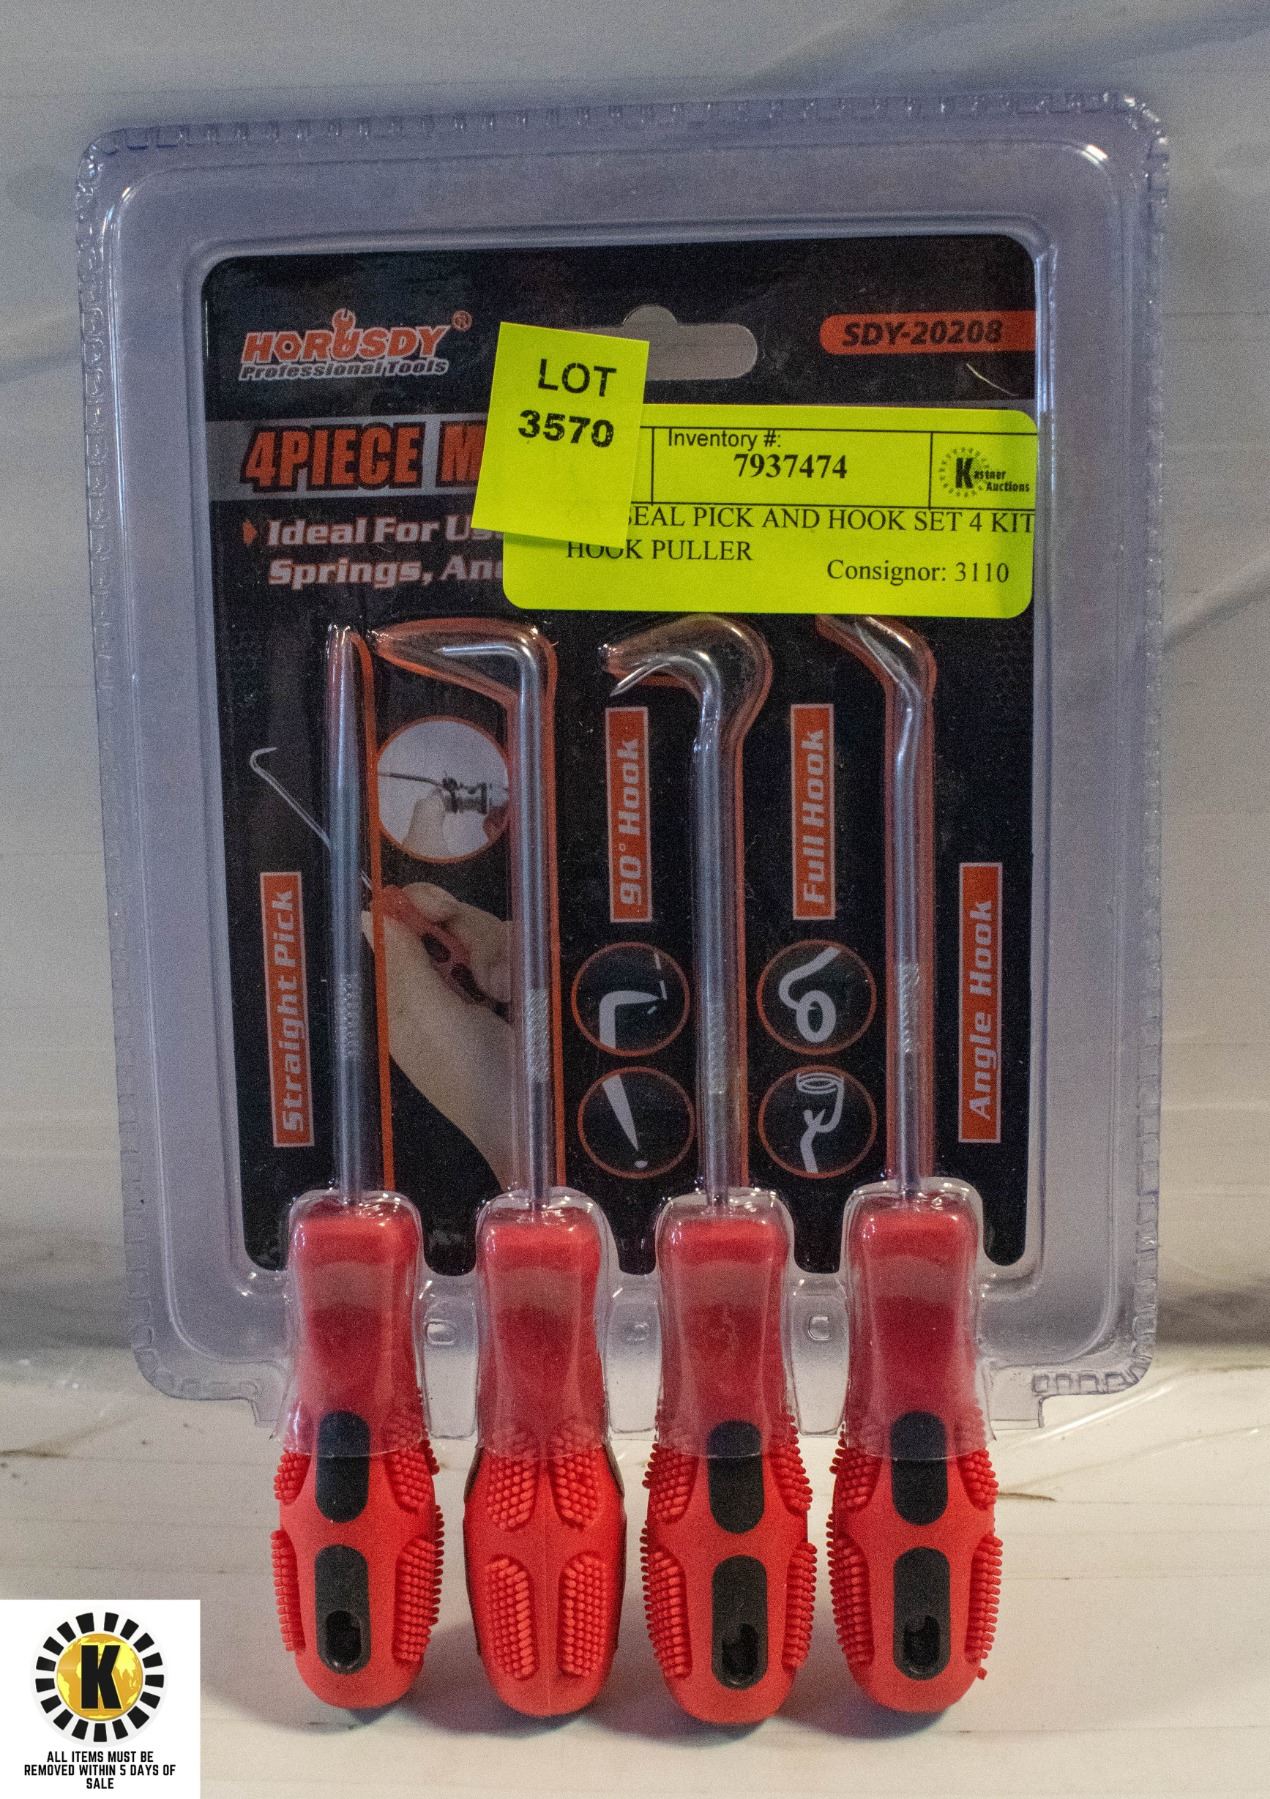 HORUSDY®
Professional Tools
SDY-20208
LOT
3570
Inventory #:
7937474
Kastner
Auctions
4PIECE
SEAL PICK AND HOOK SET 4 KIT
HOOK PULLER
Consignor: 3110
Ideal For
Springs,
Straight Pick
90° Hook
Full Hook
Angle Hook
K
ALL ITEMS MUST BE
REMOVED WITHIN 5 DAYS OF
SALE